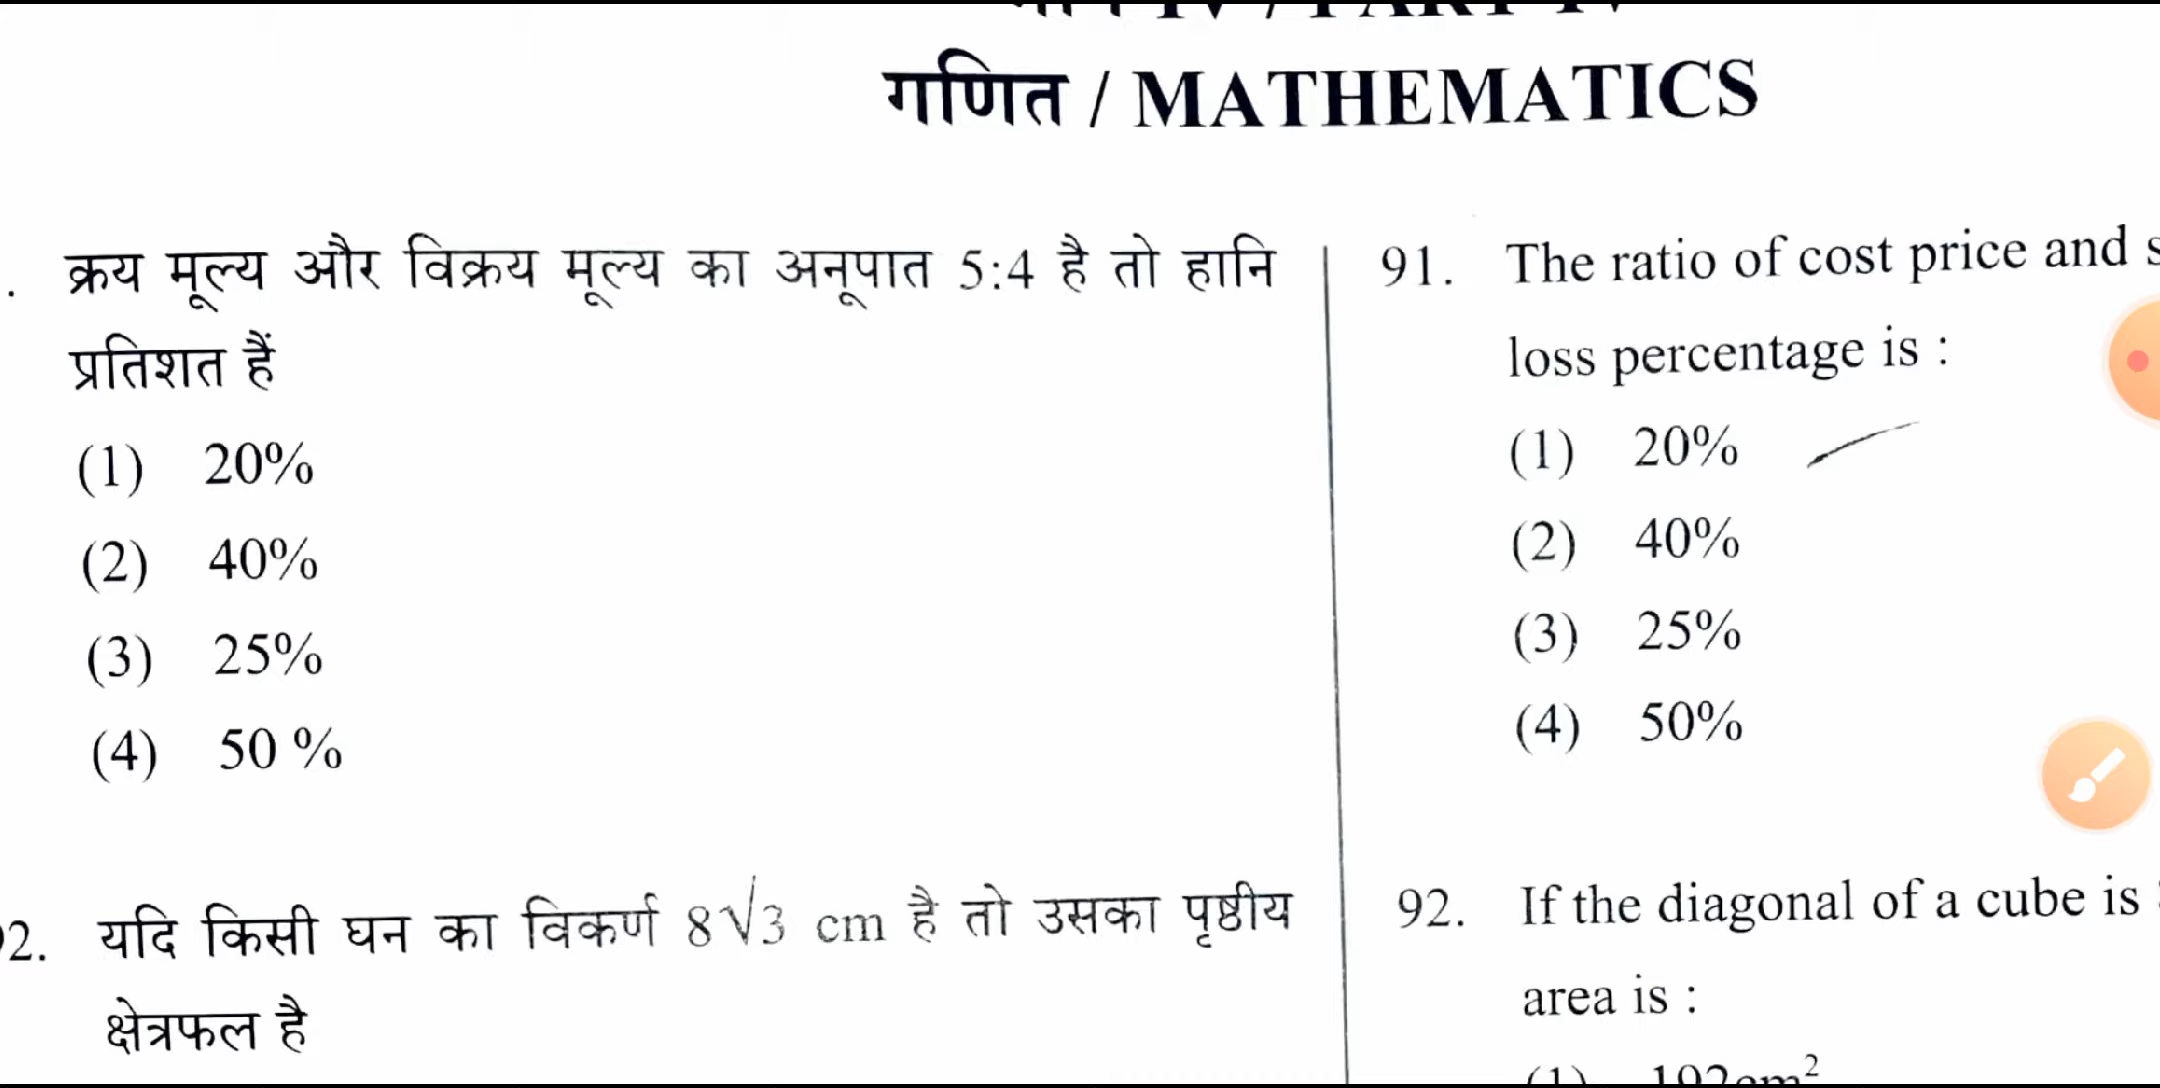 गणित / MATHEMATICS
. क्रय मूल्य और विक्रय मूल्य का अनूपात 5:4 है तो हानि
प्रतिशत हैं
(1) 20%
(2) 40%
(3) 25%
(4) 50 %
2. यदि किसी घन का विकर्ण 8√3 cm है तो उसका पृष्ठीय
क्षेत्रफल है
91. The ratio of cost price and
loss percentage is :
(1) 20%
(2) 40%
(3) 25%
(4) 50%
92. If the diagonal of a cube is
area is :